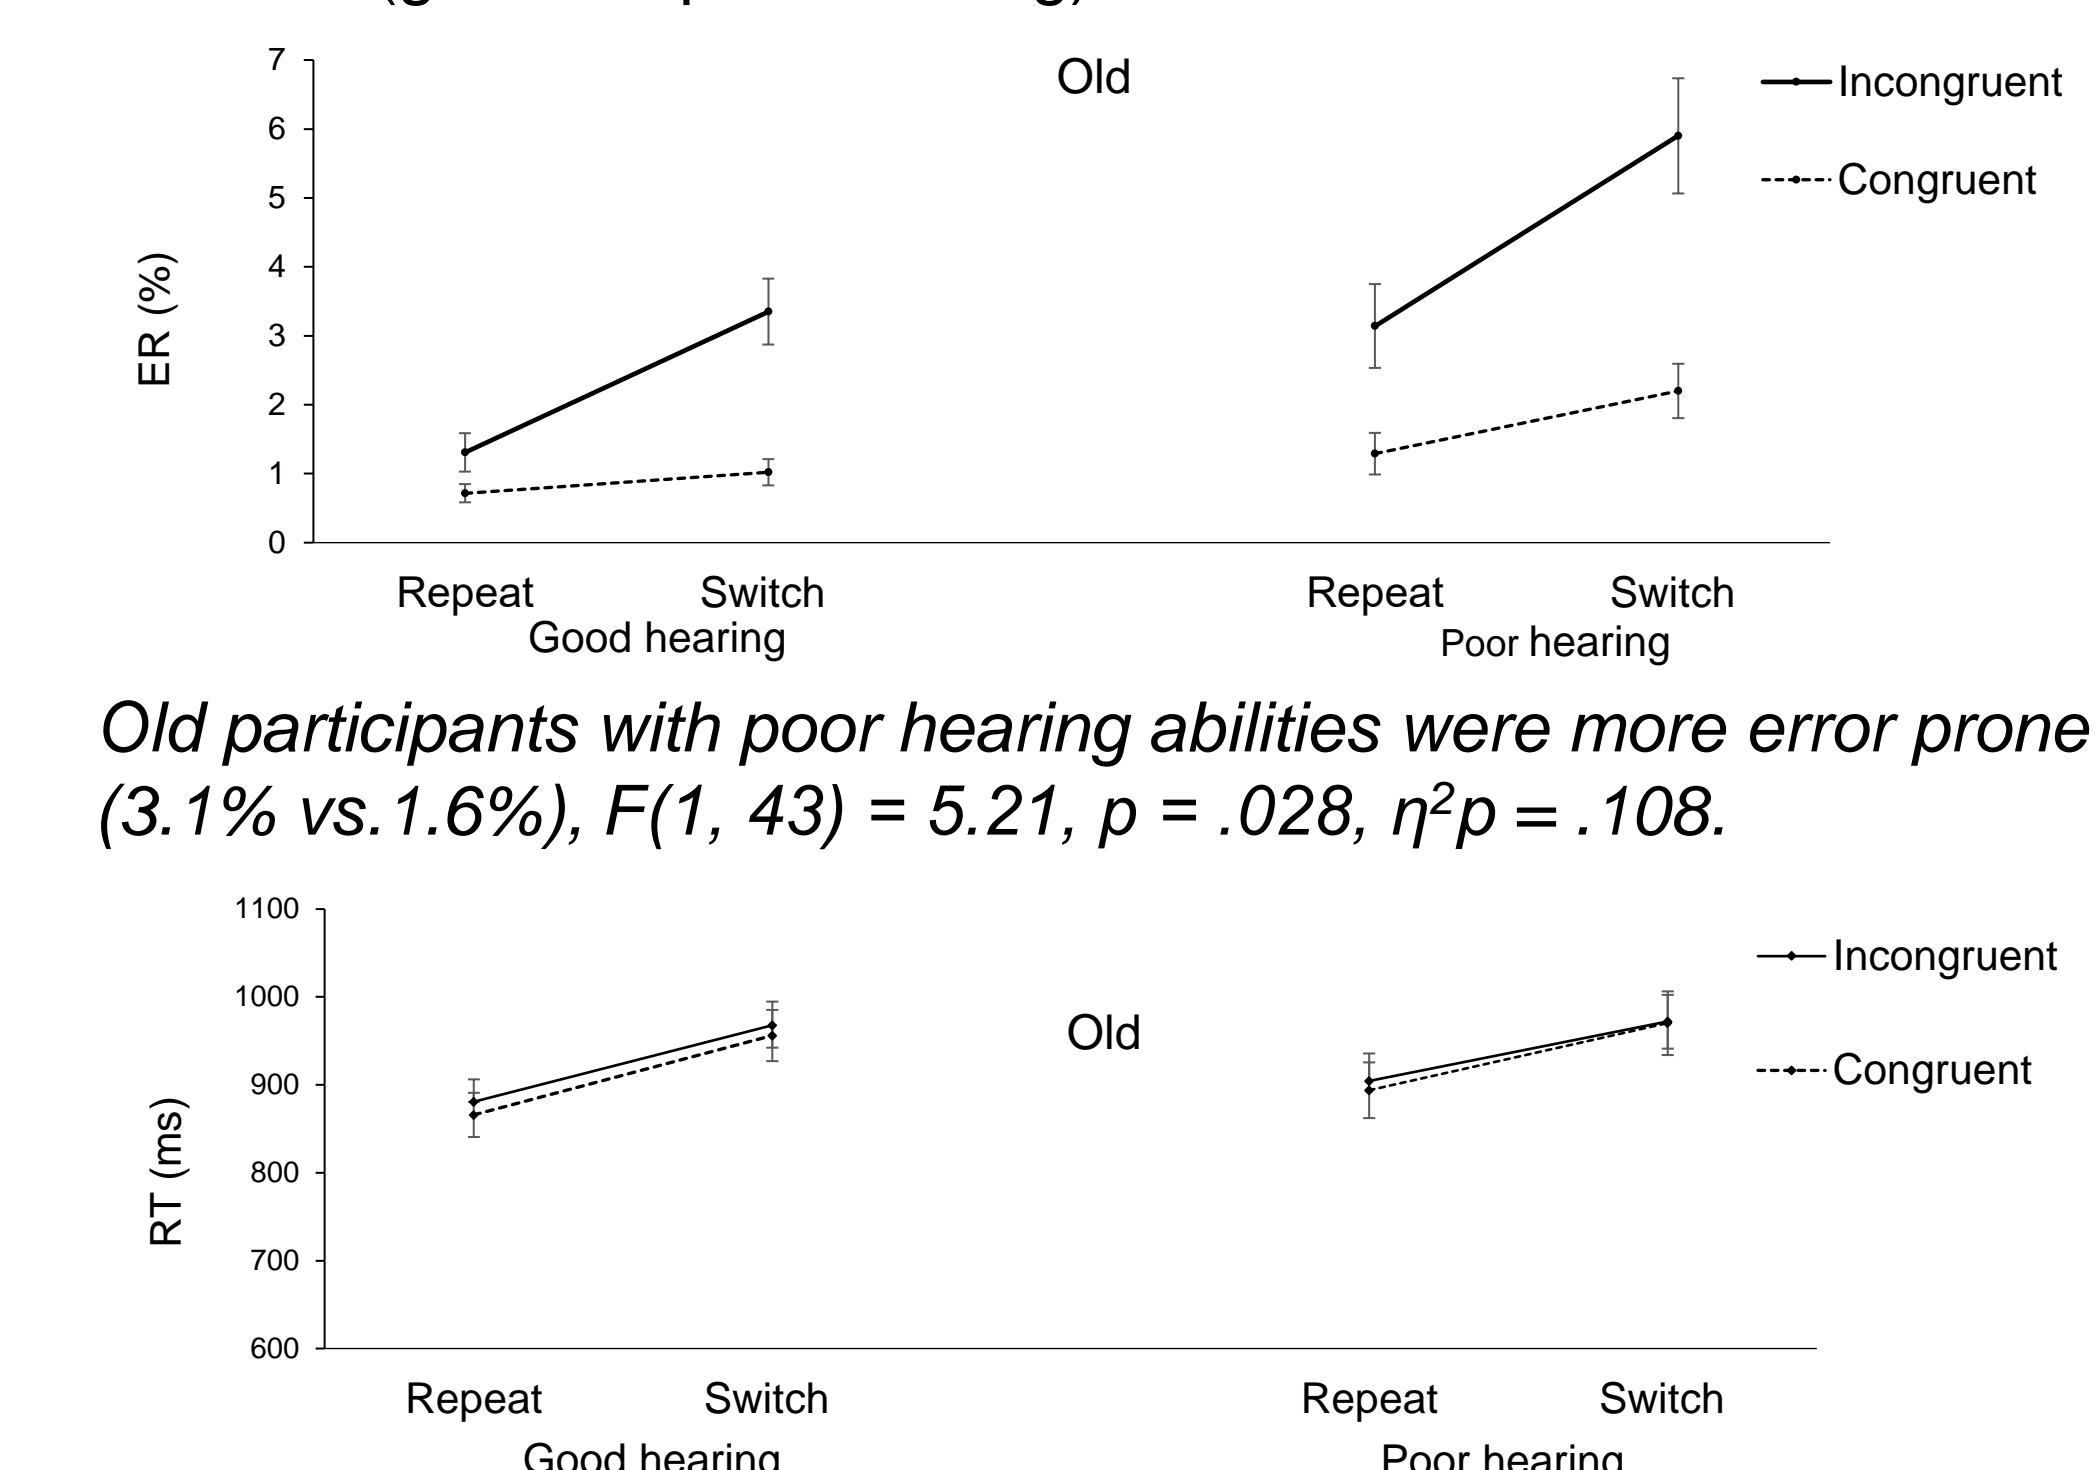 7
Old
Incongruent
6
5
Congruent
4
ER (%)
3
2
1
0
Repeat Switch Repeat Switch
Good hearing Poor hearing
Old participants with poor hearing abilities were more error prone
(3.1% vs.1.6%), F(1, 43) = 5.21, p = .028, η²p = .108.
1100
Incongruent
1000
Old
Congruent
900
RT (ms)
800
700
600
Repeat Switch Repeat Switch
Good hearing Poor hearing